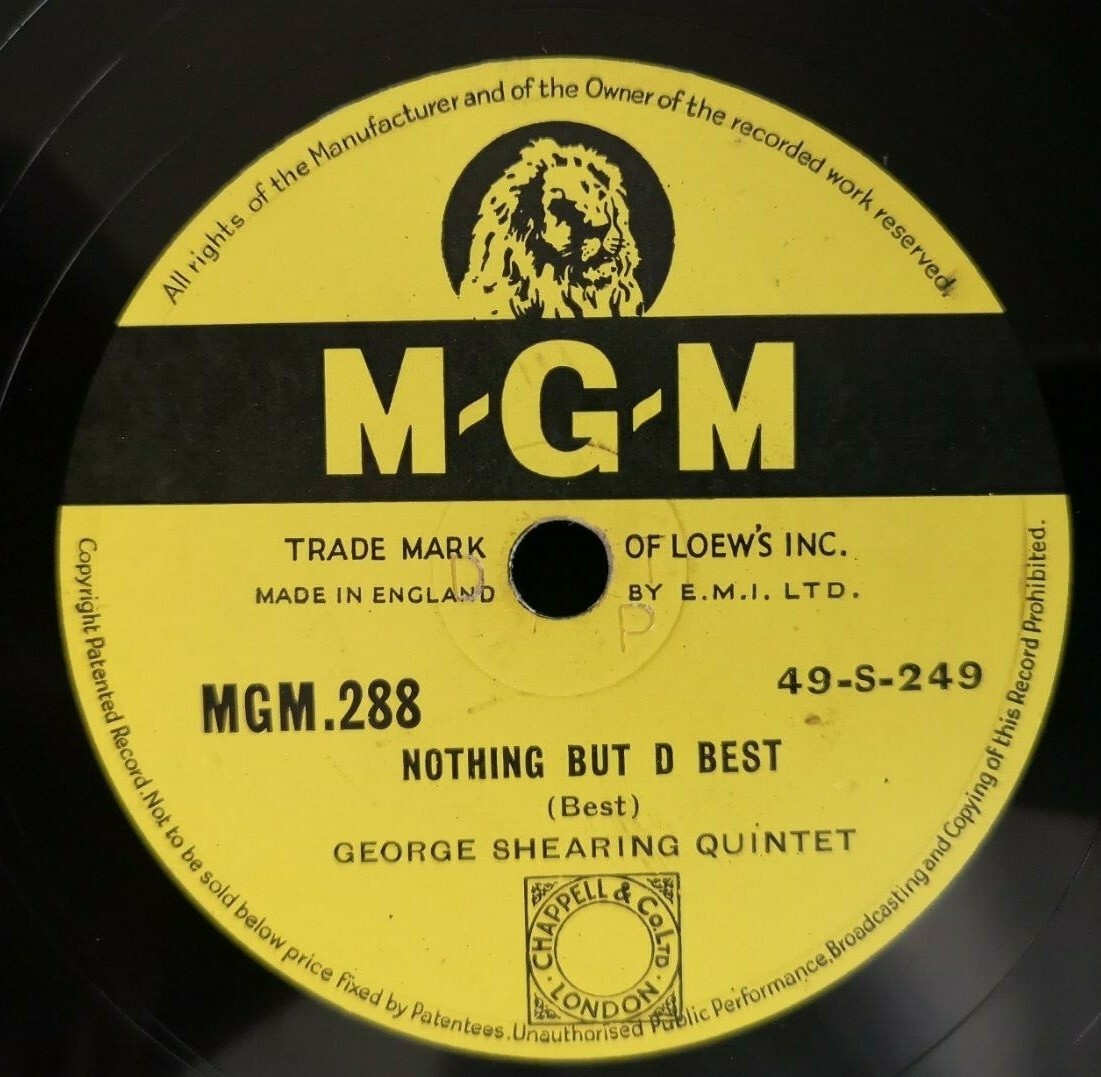 All rights of the Manufacturer and of the Owner of the recorded work reserved.
M-G-M
TRADE MARK OF LOEW'S INC.
MADE IN ENGLAND BY E.M.I. LTD.
D
P
MGM.288
49-S-249
NOTHING BUT D BEST
(Best)
GEORGE SHEARING QUINTET
CHAPPELL & Co. LTD
· LONDON ·
Copyright Patented Record. Not to be sold below price fixed by Patentees. Unauthorised Public Performance, Broadcasting and Copying of this Record Prohibited.